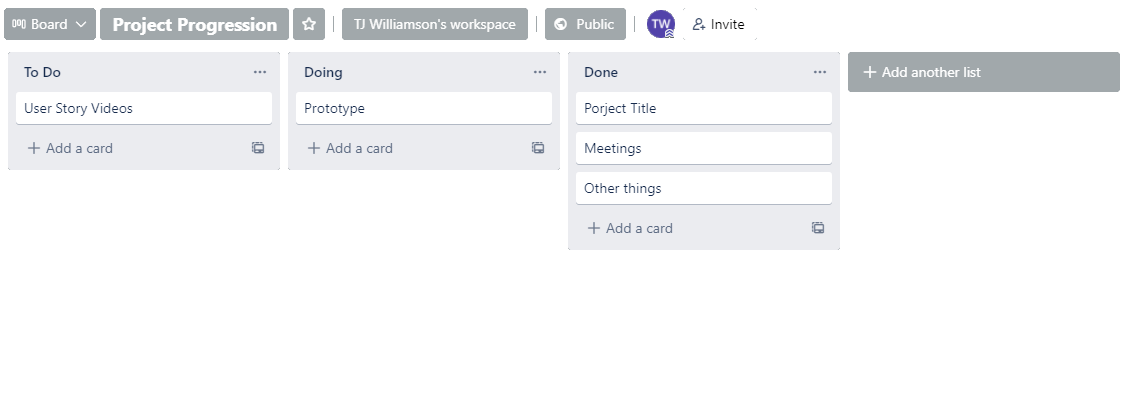 Board
Project Progression
TJ Williamson's workspace
Public
TW
Invite
To Do
User Story Videos
Add a card
Doing
Prototype
Add a card
Done
Porject Title
Meetings
Other things
Add a card
Add another list